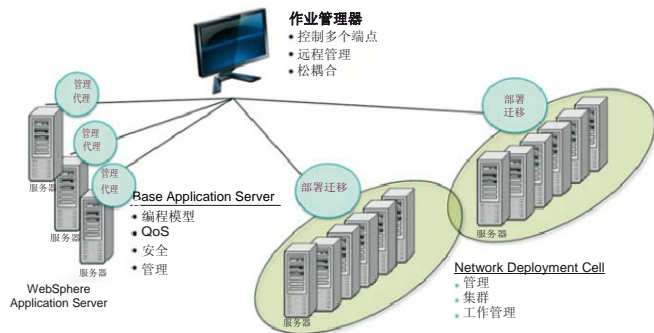 作业管理器
• 控制多个端点
• 远程管理
• 松耦合
管理
代理
服务器
管理
代理
服务器
管理
代理
服务器
WebSphere
Application Server
Base Application Server
• 编程模型
• QoS
• 安全
• 管理
部署迁移
服务器
部署
迁移
服务器
Network Deployment Cell
• 管理
• 集群
• 工作管理